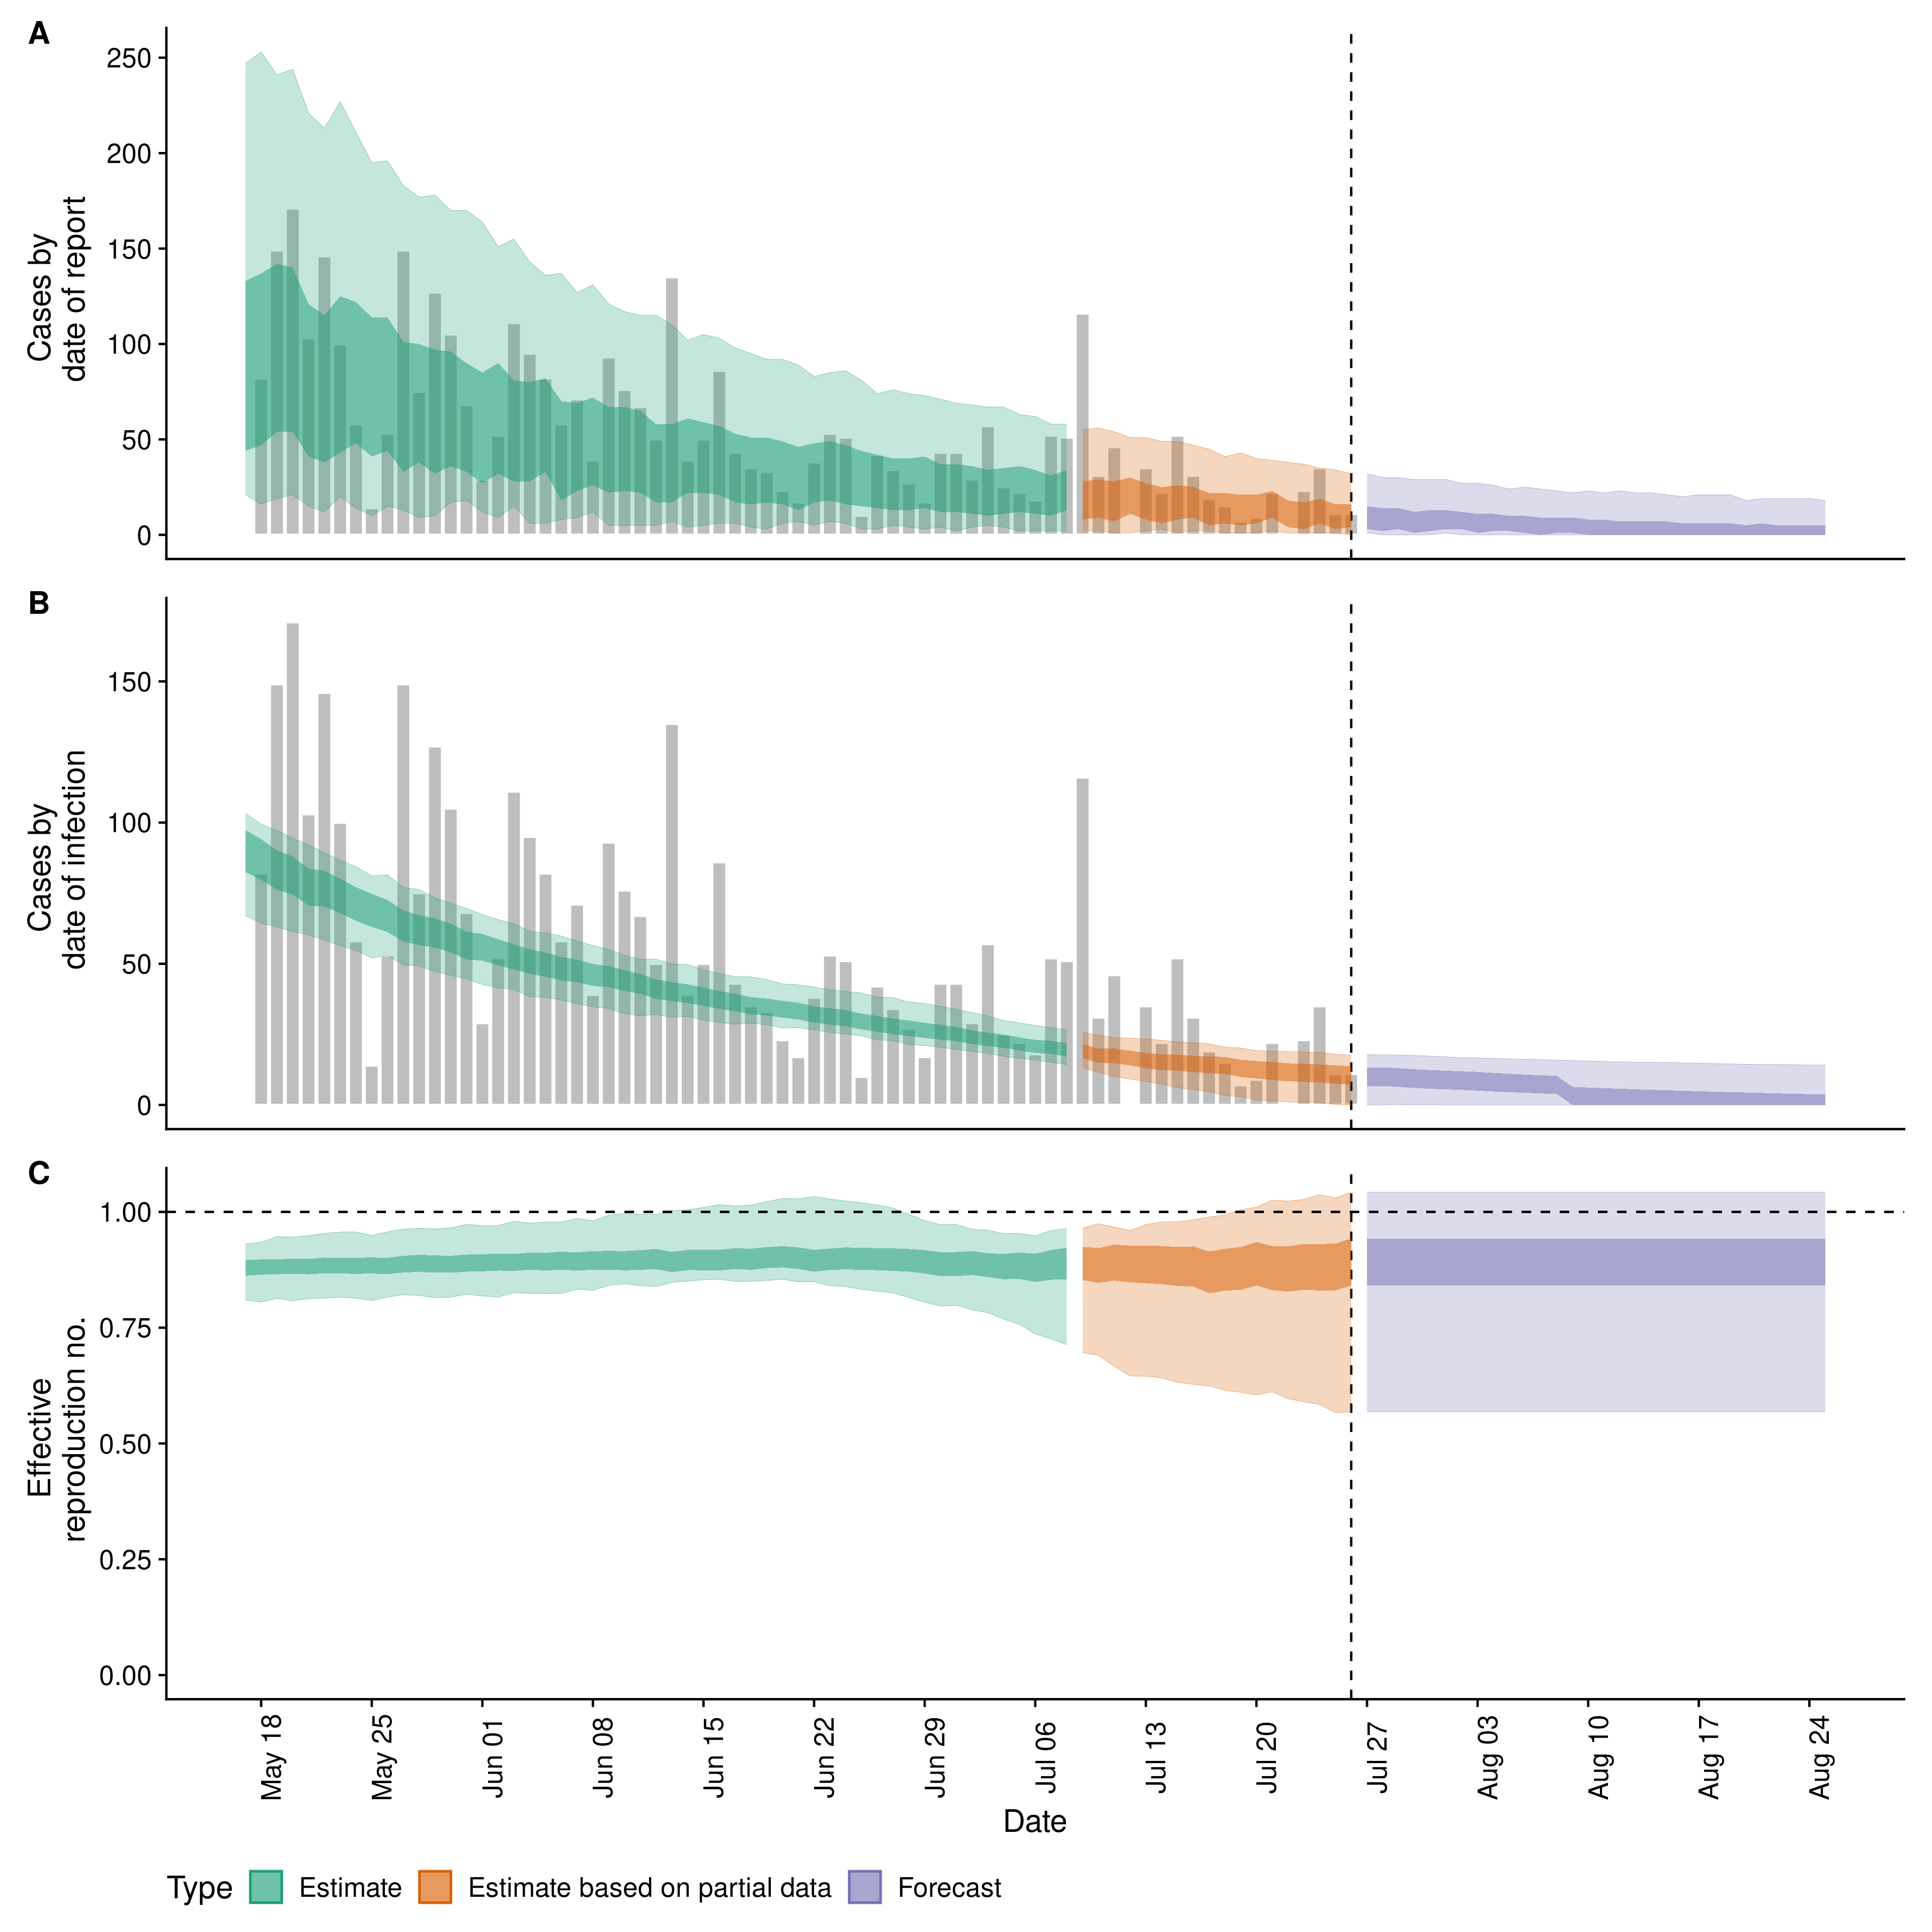 A
Cases by
date of report
250
200
150
100
50
0
B
Cases by
date of infection
150
100
50
0
C
Effective
reproduction no.
1.00
0.75
0.50
0.25
0.00
May 18
May 25
Jun 01
Jun 08
Jun 15
Jun 22
Jun 29
Jul 06
Jul 13
Jul 20
Jul 27
Aug 03
Aug 10
Aug 17
Aug 24
Date
Type Estimate Estimate based on partial data Forecast